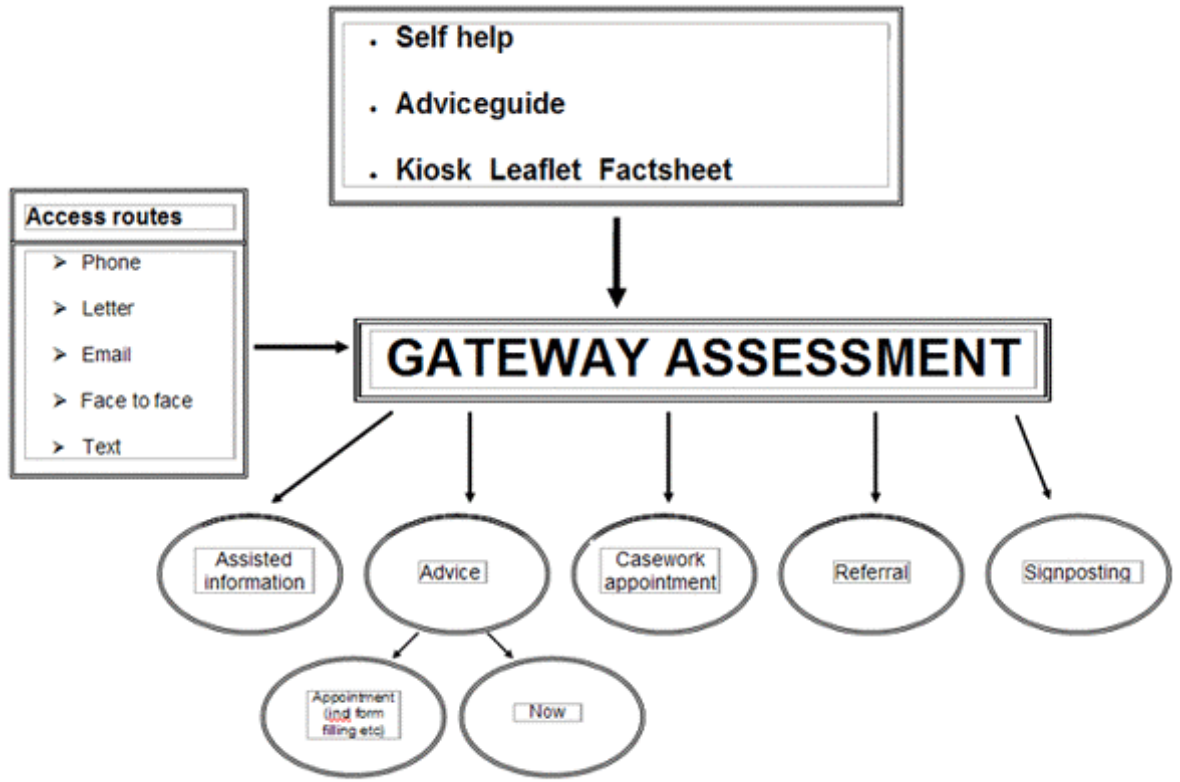 Self help
Adviceguide
Kiosk Leaflet Factsheet
Access routes
Phone
Letter
Email
Face to face
Text
GATEWAY ASSESSMENT
Assisted
information
Advice
Casework
appointment
Referral
Signposting
Appointment
(ind form
filling etc)
Now